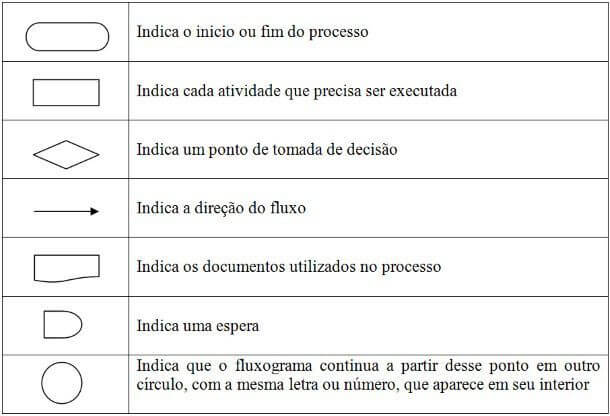 Indica o inicio ou fim do processo
Indica cada atividade que precisa ser executada
Indica um ponto de tomada de decisão
Indica a direção do fluxo
Indica os documentos utilizados no processo
Indica uma espera
Indica que o fluxograma continua a partir desse ponto em outro
círculo, com a mesma letra ou número, que aparece em seu interior